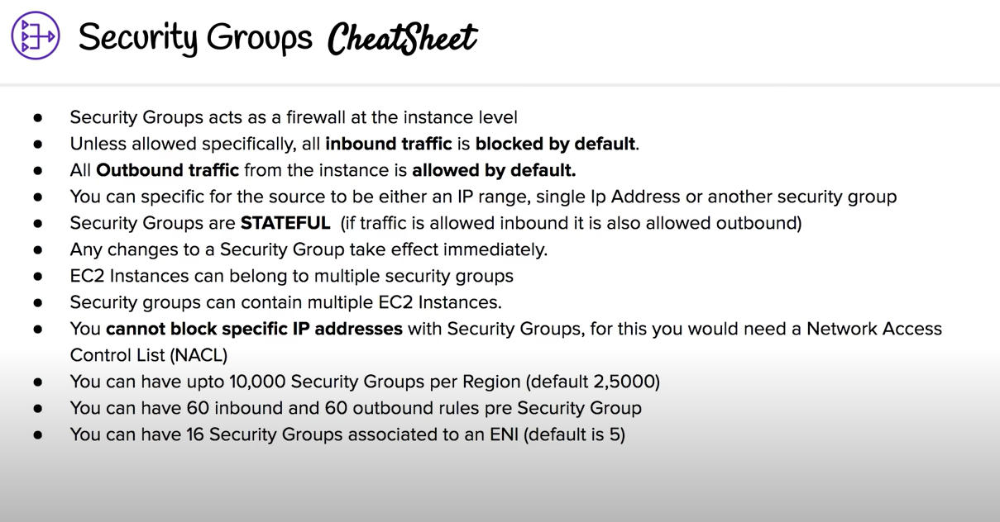 Security Groups CheatSheet
● Security Groups acts as a firewall at the instance level
● Unless allowed specifically, all inbound traffic is blocked by default.
● All Outbound traffic from the instance is allowed by default.
● You can specific for the source to be either an IP range, single Ip Address or another security group
● Security Groups are STATEFUL (if traffic is allowed inbound it is also allowed outbound)
● Any changes to a Security Group take effect immediately.
● EC2 Instances can belong to multiple security groups
● Security groups can contain multiple EC2 Instances.
● You cannot block specific IP addresses with Security Groups, for this you would need a Network Access
Control List (NACL)
● You can have upto 10,000 Security Groups per Region (default 2,5000)
● You can have 60 inbound and 60 outbound rules pre Security Group
● You can have 16 Security Groups associated to an ENI (default is 5)